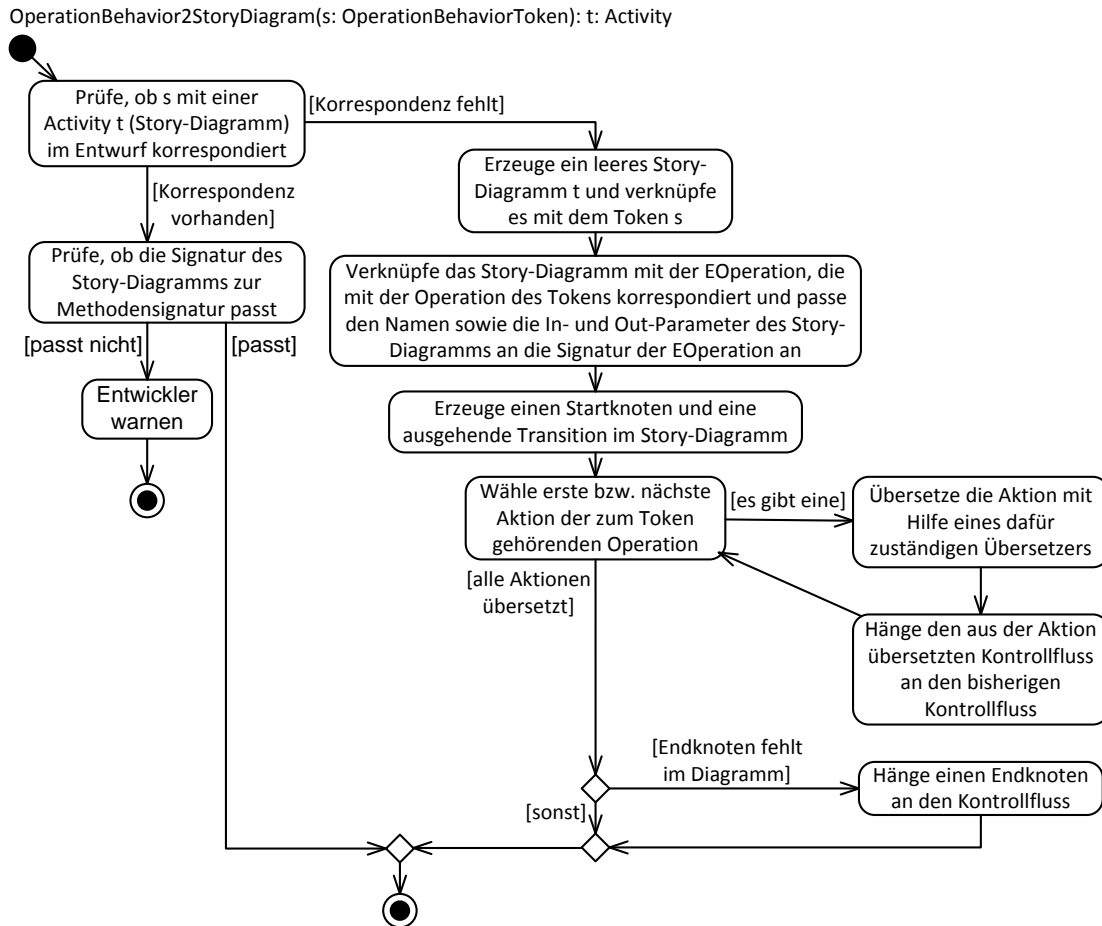 OperationBehavior2StoryDiagram(s: OperationBehaviorToken): t: Activity
Prüfe, ob s mit einer
Activity t (Story-Diagramm)
im Entwurf korrespondiert
[Korrespondenz fehlt]
Erzeuge ein leeres Story-
Diagramm t und verknüpfe
es mit dem Token s
[Korrespondenz
vorhanden]
Prüfe, ob die Signatur des
Story-Diagramms zur
Methodensignatur passt
Verknüpfe das Story-Diagramm mit der EOperation, die
mit der Operation des Tokens korrespondiert und passe
den Namen sowie die In- und Out-Parameter des Story-
Diagramms an die Signatur der EOperation an
[passt nicht]
[passt]
Entwickler
warnen
Erzeuge einen Startknoten und eine
ausgehende Transition im Story-Diagramm
Wähle erste bzw. nächste
Aktion der zum Token
gehörenden Operation
[es gibt eine]
Übersetze die Aktion mit
Hilfe eines dafür
zuständigen Übersetzers
[alle Aktionen
übersetzt]
Hänge den aus der Aktion
übersetzten Kontrollfluss
an den bisherigen
Kontrollfluss
[Endknoten fehlt
im Diagramm]
Hänge einen Endknoten
an den Kontrollfluss
[sonst]